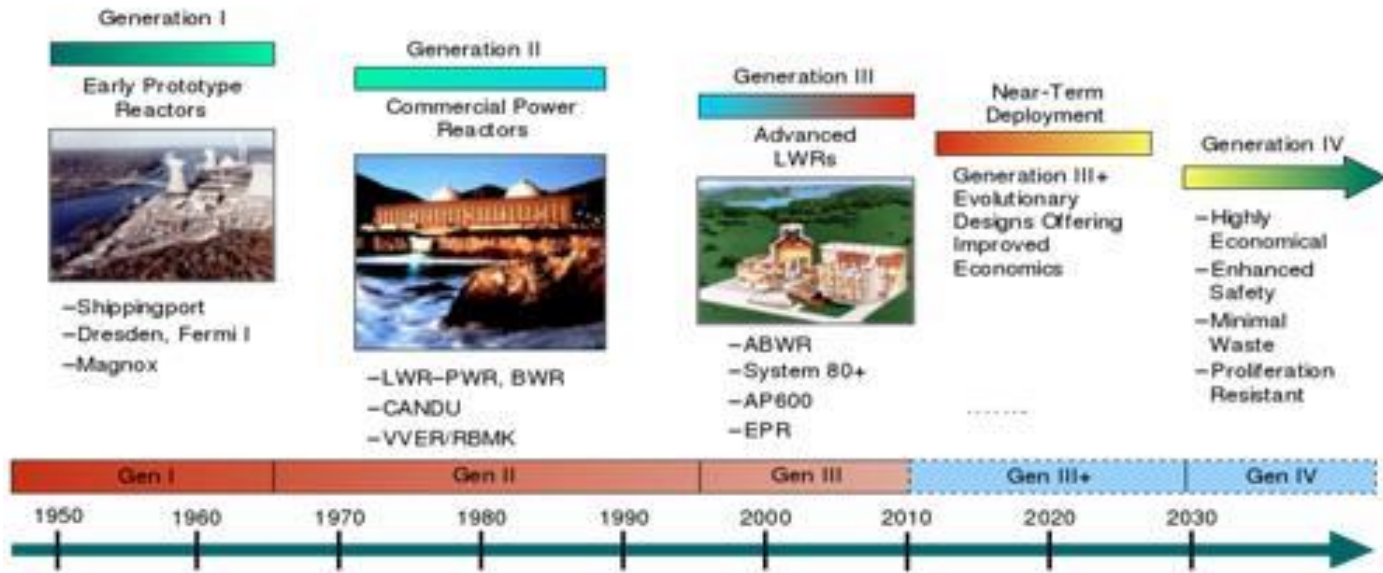 Generation I
Early Prototype
Reactors
–Shippingport
–Dresden, Fermi I
–Magnox
Generation II
Commercial Power
Reactors
–LWR–PWR, BWR
–CANDU
–VVER/RBMK
Generation III
Advanced
LWRs
–ABWR
–System 80+
–AP600
–EPR
Near-Term
Deployment
Generation III+
Evolutionary
Designs Offering
Improved
Economics
Generation IV
–Highly
Economical
–Enhanced
Safety
–Minimal
Waste
–Proliferation
Resistant
Gen I
Gen II
Gen III
Gen III+
Gen IV
1950
1960
1970
1980
1990
2000
2010
2020
2030